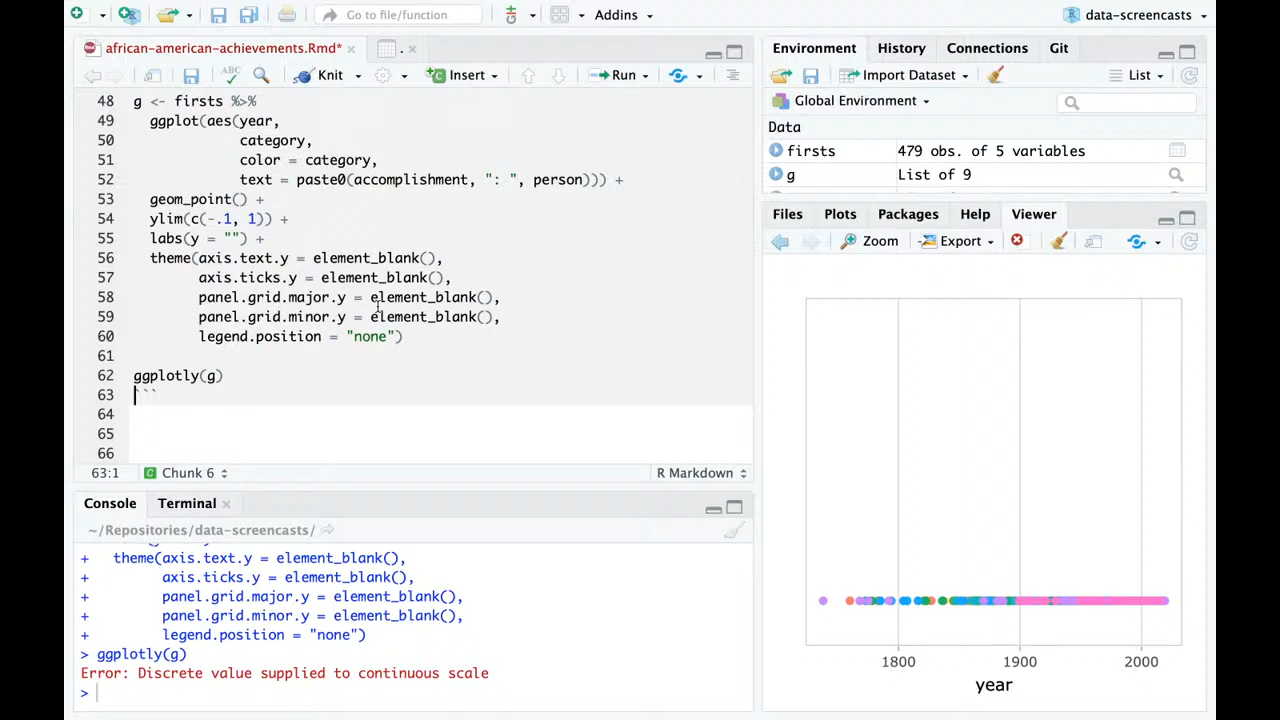 Go to file/function
Addins
data-screencasts
african-american-achievements.Rmd*
.
ABC
Knit
Insert
Run
48 g <- firsts %>%
49 ggplot(aes(year,
50 category,
51 color = category,
52 text = paste0(accomplishment, ": ", person))) +
53 geom_point() +
54 ylim(c(-.1, 1)) +
55 labs(y = "") +
56 theme(axis.text.y = element_blank(),
57 axis.ticks.y = element_blank(),
58 panel.grid.major.y = element_blank(),
59 panel.grid.minor.y = element_blank(),
60 legend.position = "none")
61
62 ggplotly(g)
63 ```
64
65
66
63:1 Chunk 6 R Markdown
Console Terminal
~/Repositories/data-screencasts/
+ theme(axis.text.y = element_blank(),
+ axis.ticks.y = element_blank(),
+ panel.grid.major.y = element_blank(),
+ panel.grid.minor.y = element_blank(),
+ legend.position = "none")
> ggplotly(g)
Error: Discrete value supplied to continuous scale
>
Environment History Connections Git
Import Dataset List
Global Environment
Data
firsts 479 obs. of 5 variables
g List of 9
Files Plots Packages Help Viewer
Zoom Export
1800 1900 2000
year